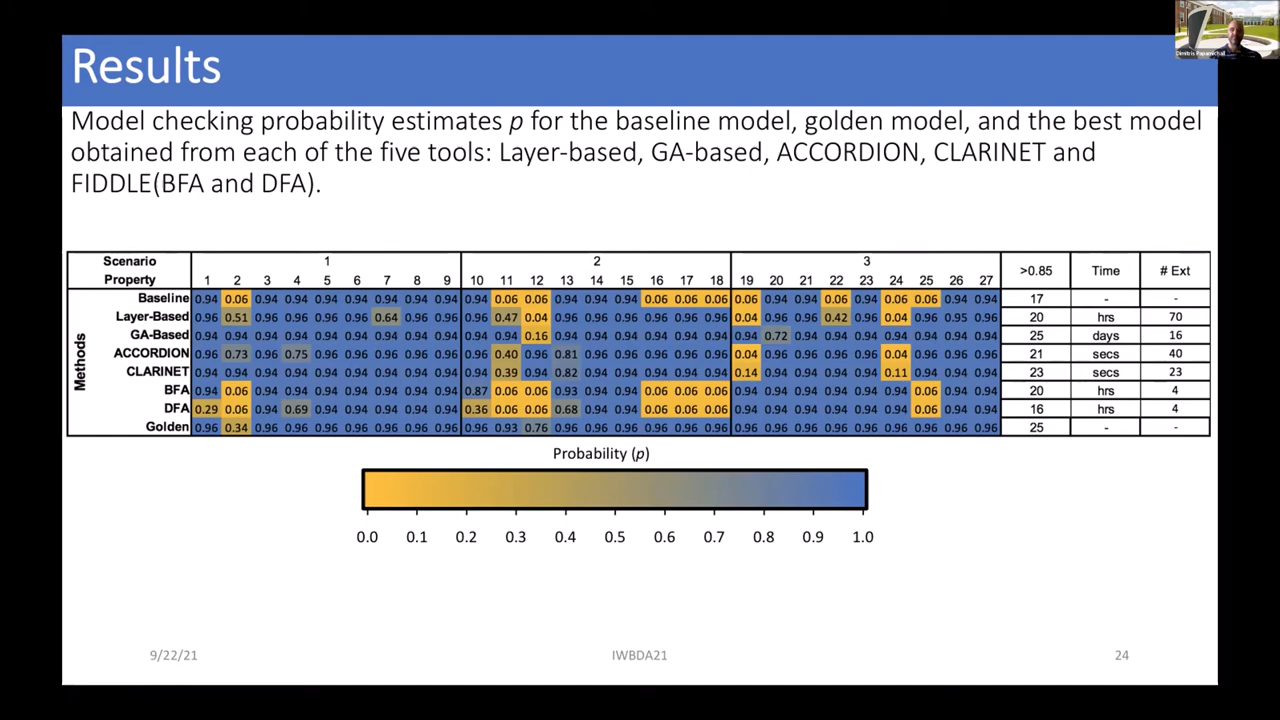 Results
Model checking probability estimates p for the baseline model, golden model, and the best model
obtained from each of the five tools: Layer-based, GA-based, ACCORDION, CLARINET and
FIDDLE(BFA and DFA).
Scenario 1 2 3 >0.85 Time # Ext
Property 1 2 3 4 5 6 7 8 9 10 11 12 13 14 15 16 17 18 19 20 21 22 23 24 25 26 27
Methods
Baseline 0.94 0.06 0.94 0.94 0.94 0.94 0.94 0.94 0.94 0.94 0.06 0.06 0.94 0.94 0.94 0.06 0.06 0.06 0.06 0.94 0.94 0.06 0.94 0.06 0.06 0.94 0.94 17 - -
Layer-Based 0.96 0.51 0.96 0.96 0.96 0.96 0.64 0.96 0.96 0.96 0.47 0.04 0.96 0.96 0.96 0.96 0.96 0.96 0.04 0.96 0.96 0.42 0.96 0.04 0.96 0.95 0.96 20 hrs 70
GA-Based 0.94 0.94 0.94 0.94 0.94 0.94 0.94 0.94 0.94 0.94 0.94 0.16 0.94 0.94 0.94 0.94 0.94 0.94 0.94 0.72 0.94 0.94 0.94 0.94 0.94 0.94 0.94 25 days 16
ACCORDION 0.96 0.73 0.96 0.75 0.96 0.96 0.96 0.96 0.96 0.96 0.40 0.96 0.81 0.96 0.96 0.96 0.96 0.96 0.04 0.96 0.96 0.96 0.96 0.04 0.96 0.96 0.96 21 secs 40
CLARINET 0.94 0.94 0.94 0.94 0.94 0.94 0.94 0.94 0.94 0.94 0.39 0.94 0.82 0.94 0.94 0.94 0.94 0.94 0.14 0.94 0.94 0.94 0.94 0.11 0.94 0.94 0.94 23 secs 23
BFA 0.94 0.06 0.94 0.94 0.94 0.94 0.94 0.94 0.94 0.87 0.06 0.06 0.93 0.94 0.94 0.06 0.06 0.06 0.94 0.94 0.94 0.94 0.94 0.94 0.06 0.94 0.94 20 hrs 4
DFA 0.29 0.06 0.94 0.69 0.94 0.94 0.94 0.94 0.94 0.36 0.06 0.06 0.68 0.94 0.94 0.06 0.06 0.06 0.94 0.94 0.94 0.94 0.94 0.94 0.06 0.94 0.94 16 hrs 4
Golden 0.96 0.34 0.96 0.96 0.96 0.96 0.96 0.96 0.96 0.96 0.93 0.76 0.96 0.96 0.96 0.96 0.96 0.96 0.96 0.96 0.96 0.96 0.96 0.96 0.96 0.96 0.96 25 - -
Probability (p)
0.0 0.1 0.2 0.3 0.4 0.5 0.6 0.7 0.8 0.9 1.0
9/22/21 IWBDA21 24